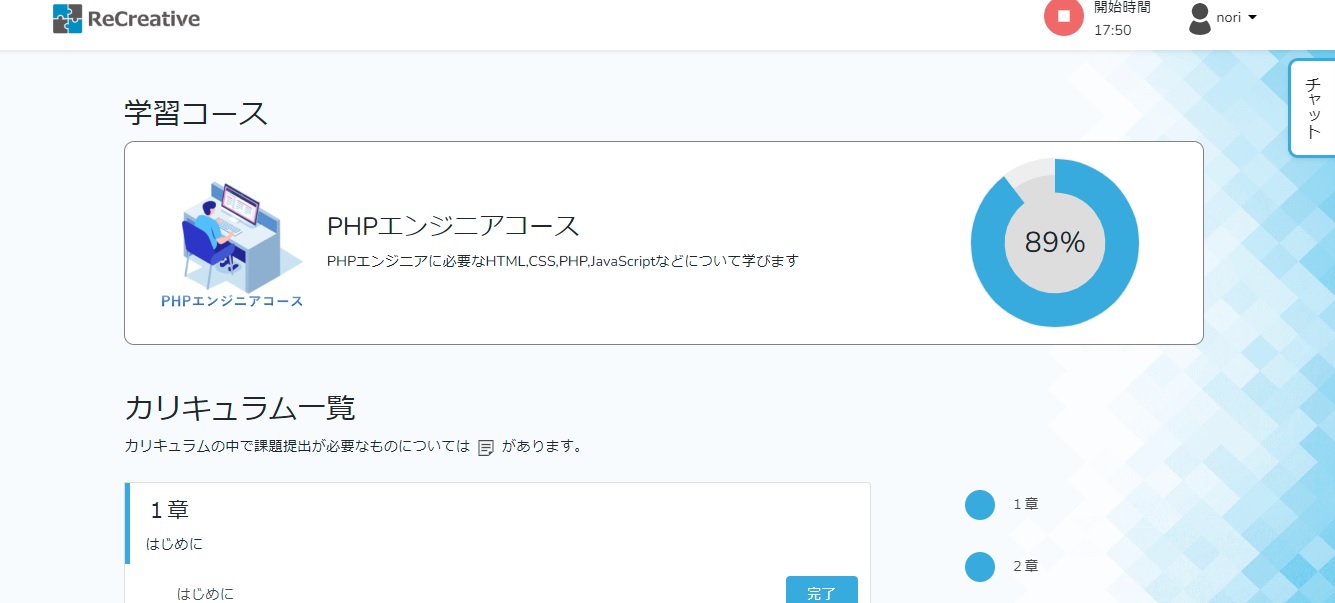 ReCreative
開始時間
17:50
nori
チャット
学習コース
PHPエンジニアコース
PHPエンジニアに必要なHTML,CSS,PHP,JavaScriptなどについて学びます
PHPエンジニアコース
89%
カリキュラム一覧
カリキュラムの中で課題提出が必要なものについては があります。
１章
はじめに
はじめに
完了
１章
２章